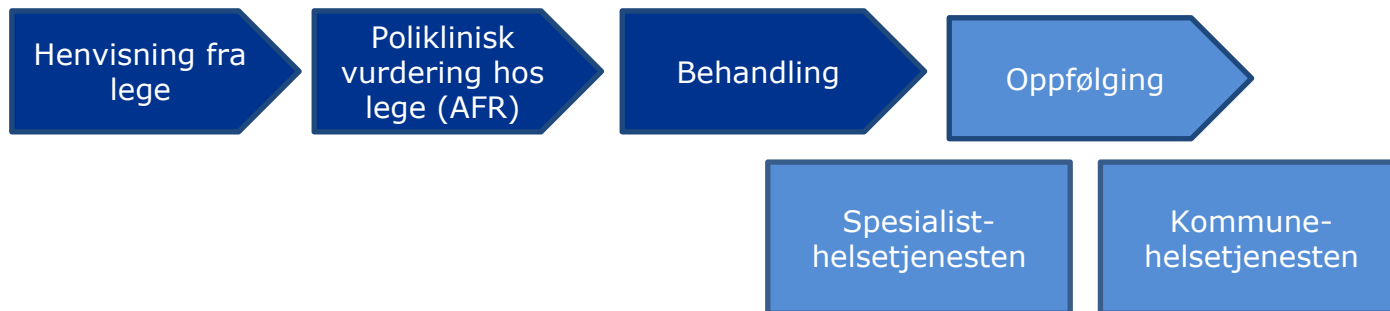 Henvisning fra
lege
Poliklinisk
vurdering hos
lege (AFR)
Behandling
Oppfølging
Spesialist-
helsetjenesten
Kommune-
helsetjenesten